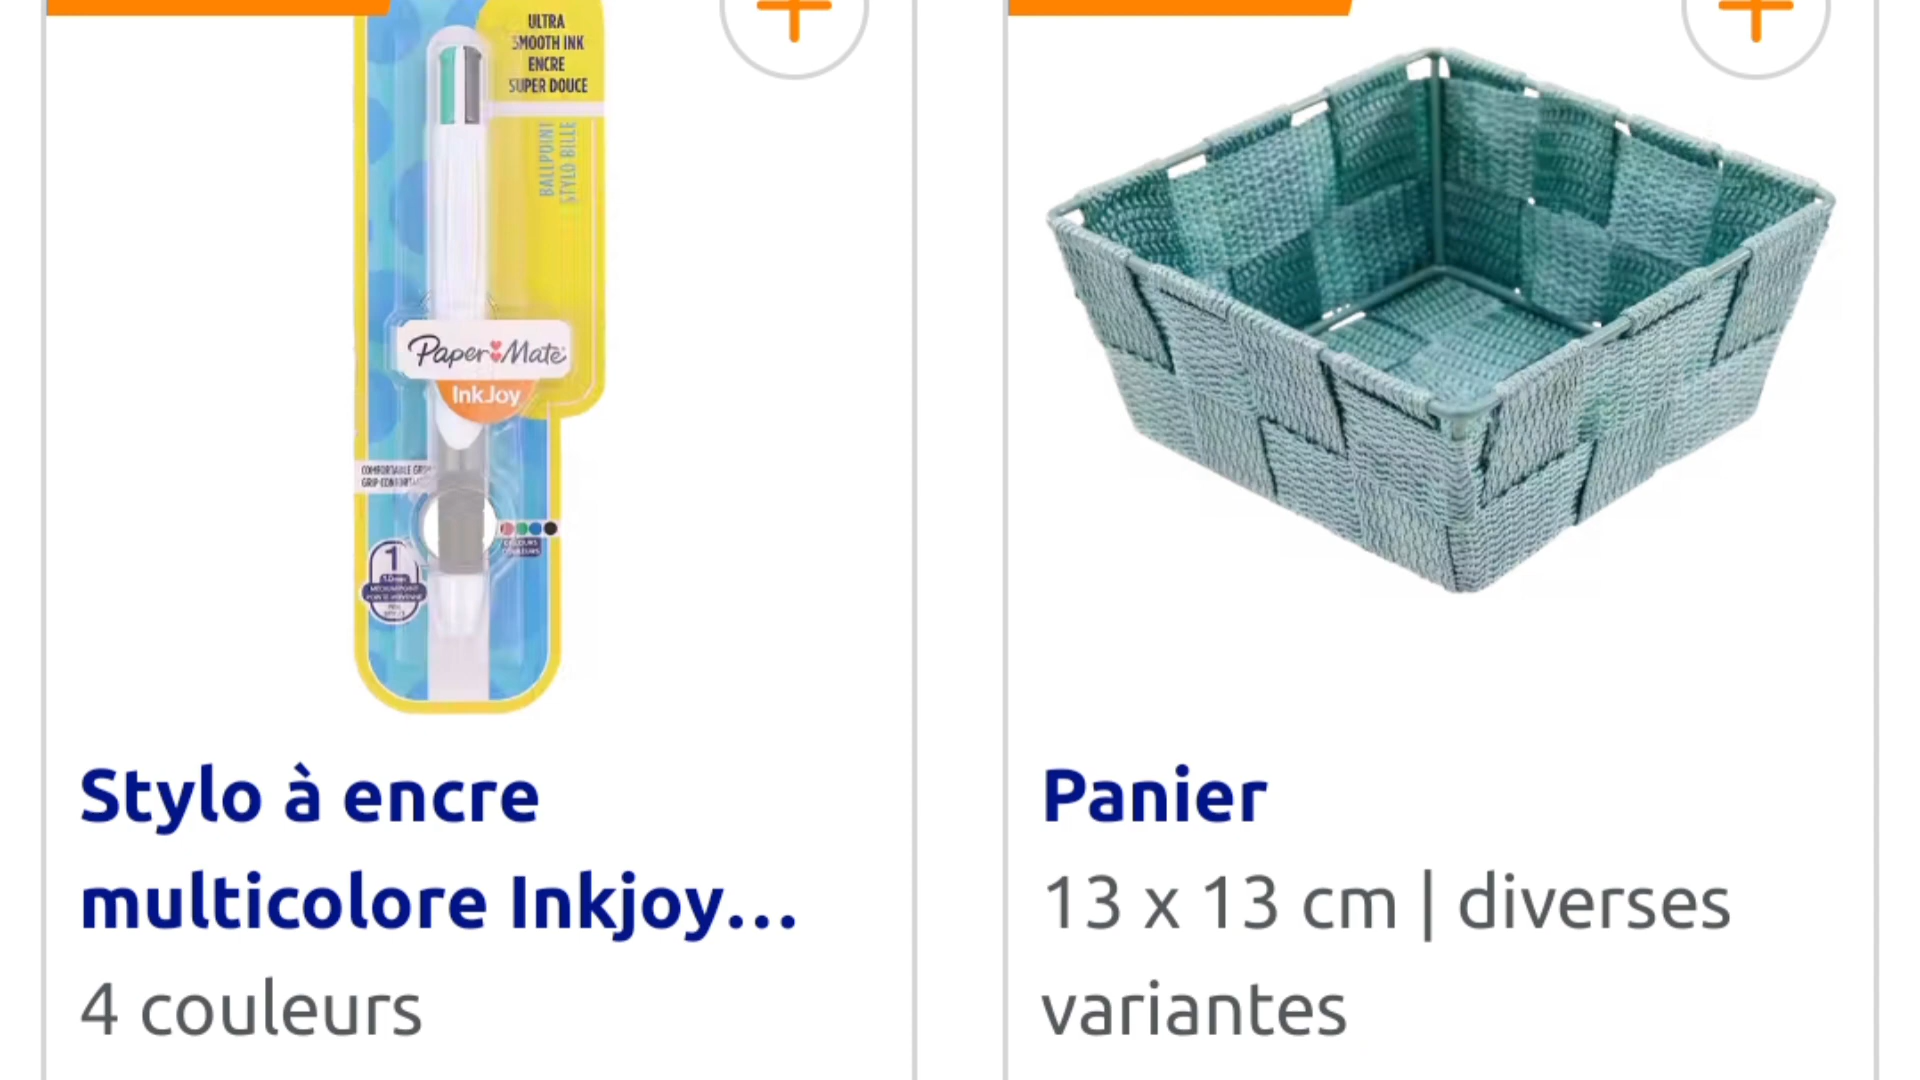 ULTRA
SMOOTH INK
ENCRE
SUPER DOUCE
BALLPOINT
STYLO BILLE
Paper Mate
InkJoy
1
Stylo à encre
multicolore Inkjoy...
4 couleurs
Panier
13 x 13 cm | diverses
variantes